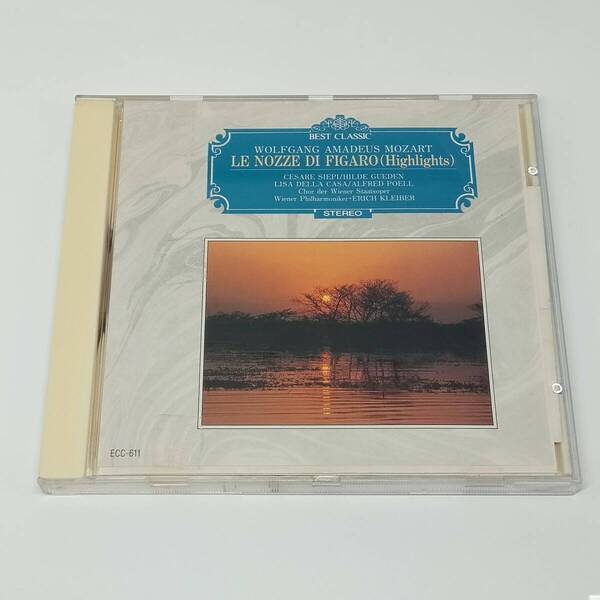 BEST CLASSIC
WOLFGANG AMADEUS MOZART
LE NOZZE DI FIGARO (Highlights)
CESARE SIEPI/HILDE GUEDEN
LISA DELLA CASA/ALFRED POELL
Chor der Wiener Staatsoper
Wiener Philharmoniker·ERICH KLEIBER
STEREO
ECC-611